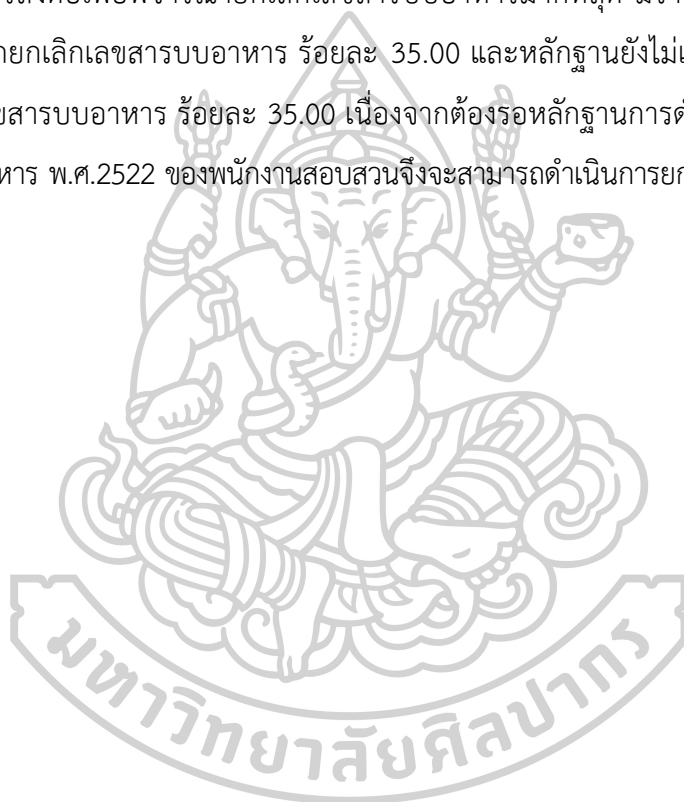 ยกเลิกเลขสารบบอาหาร ร้อยละ 35.00 และหลักฐานยังไม่
ขสารบบอาหาร ร้อยละ 35.00 เนื่องจากต้องรอหลักฐานการ
หาร พ.ศ.2522 ของพนักงานสอบสวนจึงจะสามารถดำเนินการยก
มหาวิทยาลัยศิลปากร